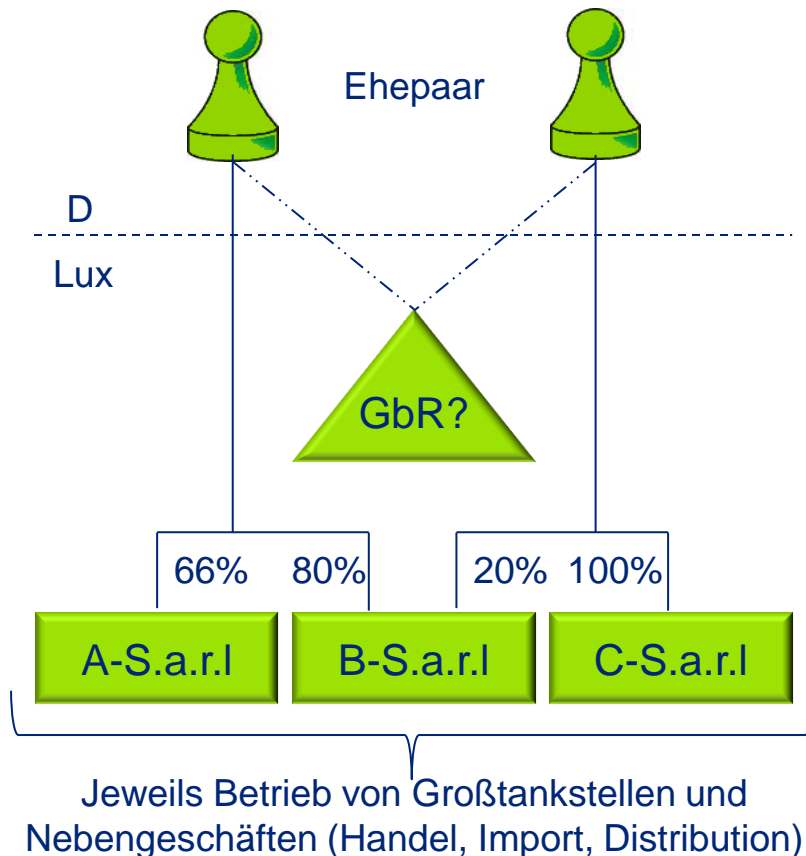 Ehepaar
D
Lux
GbR?
66% 80% 20% 100%
A-S.a.r.l B-S.a.r.l C-S.a.r.l
Jeweils Betrieb von Großtankstellen und
Nebengeschäften (Handel, Import, Distribution)